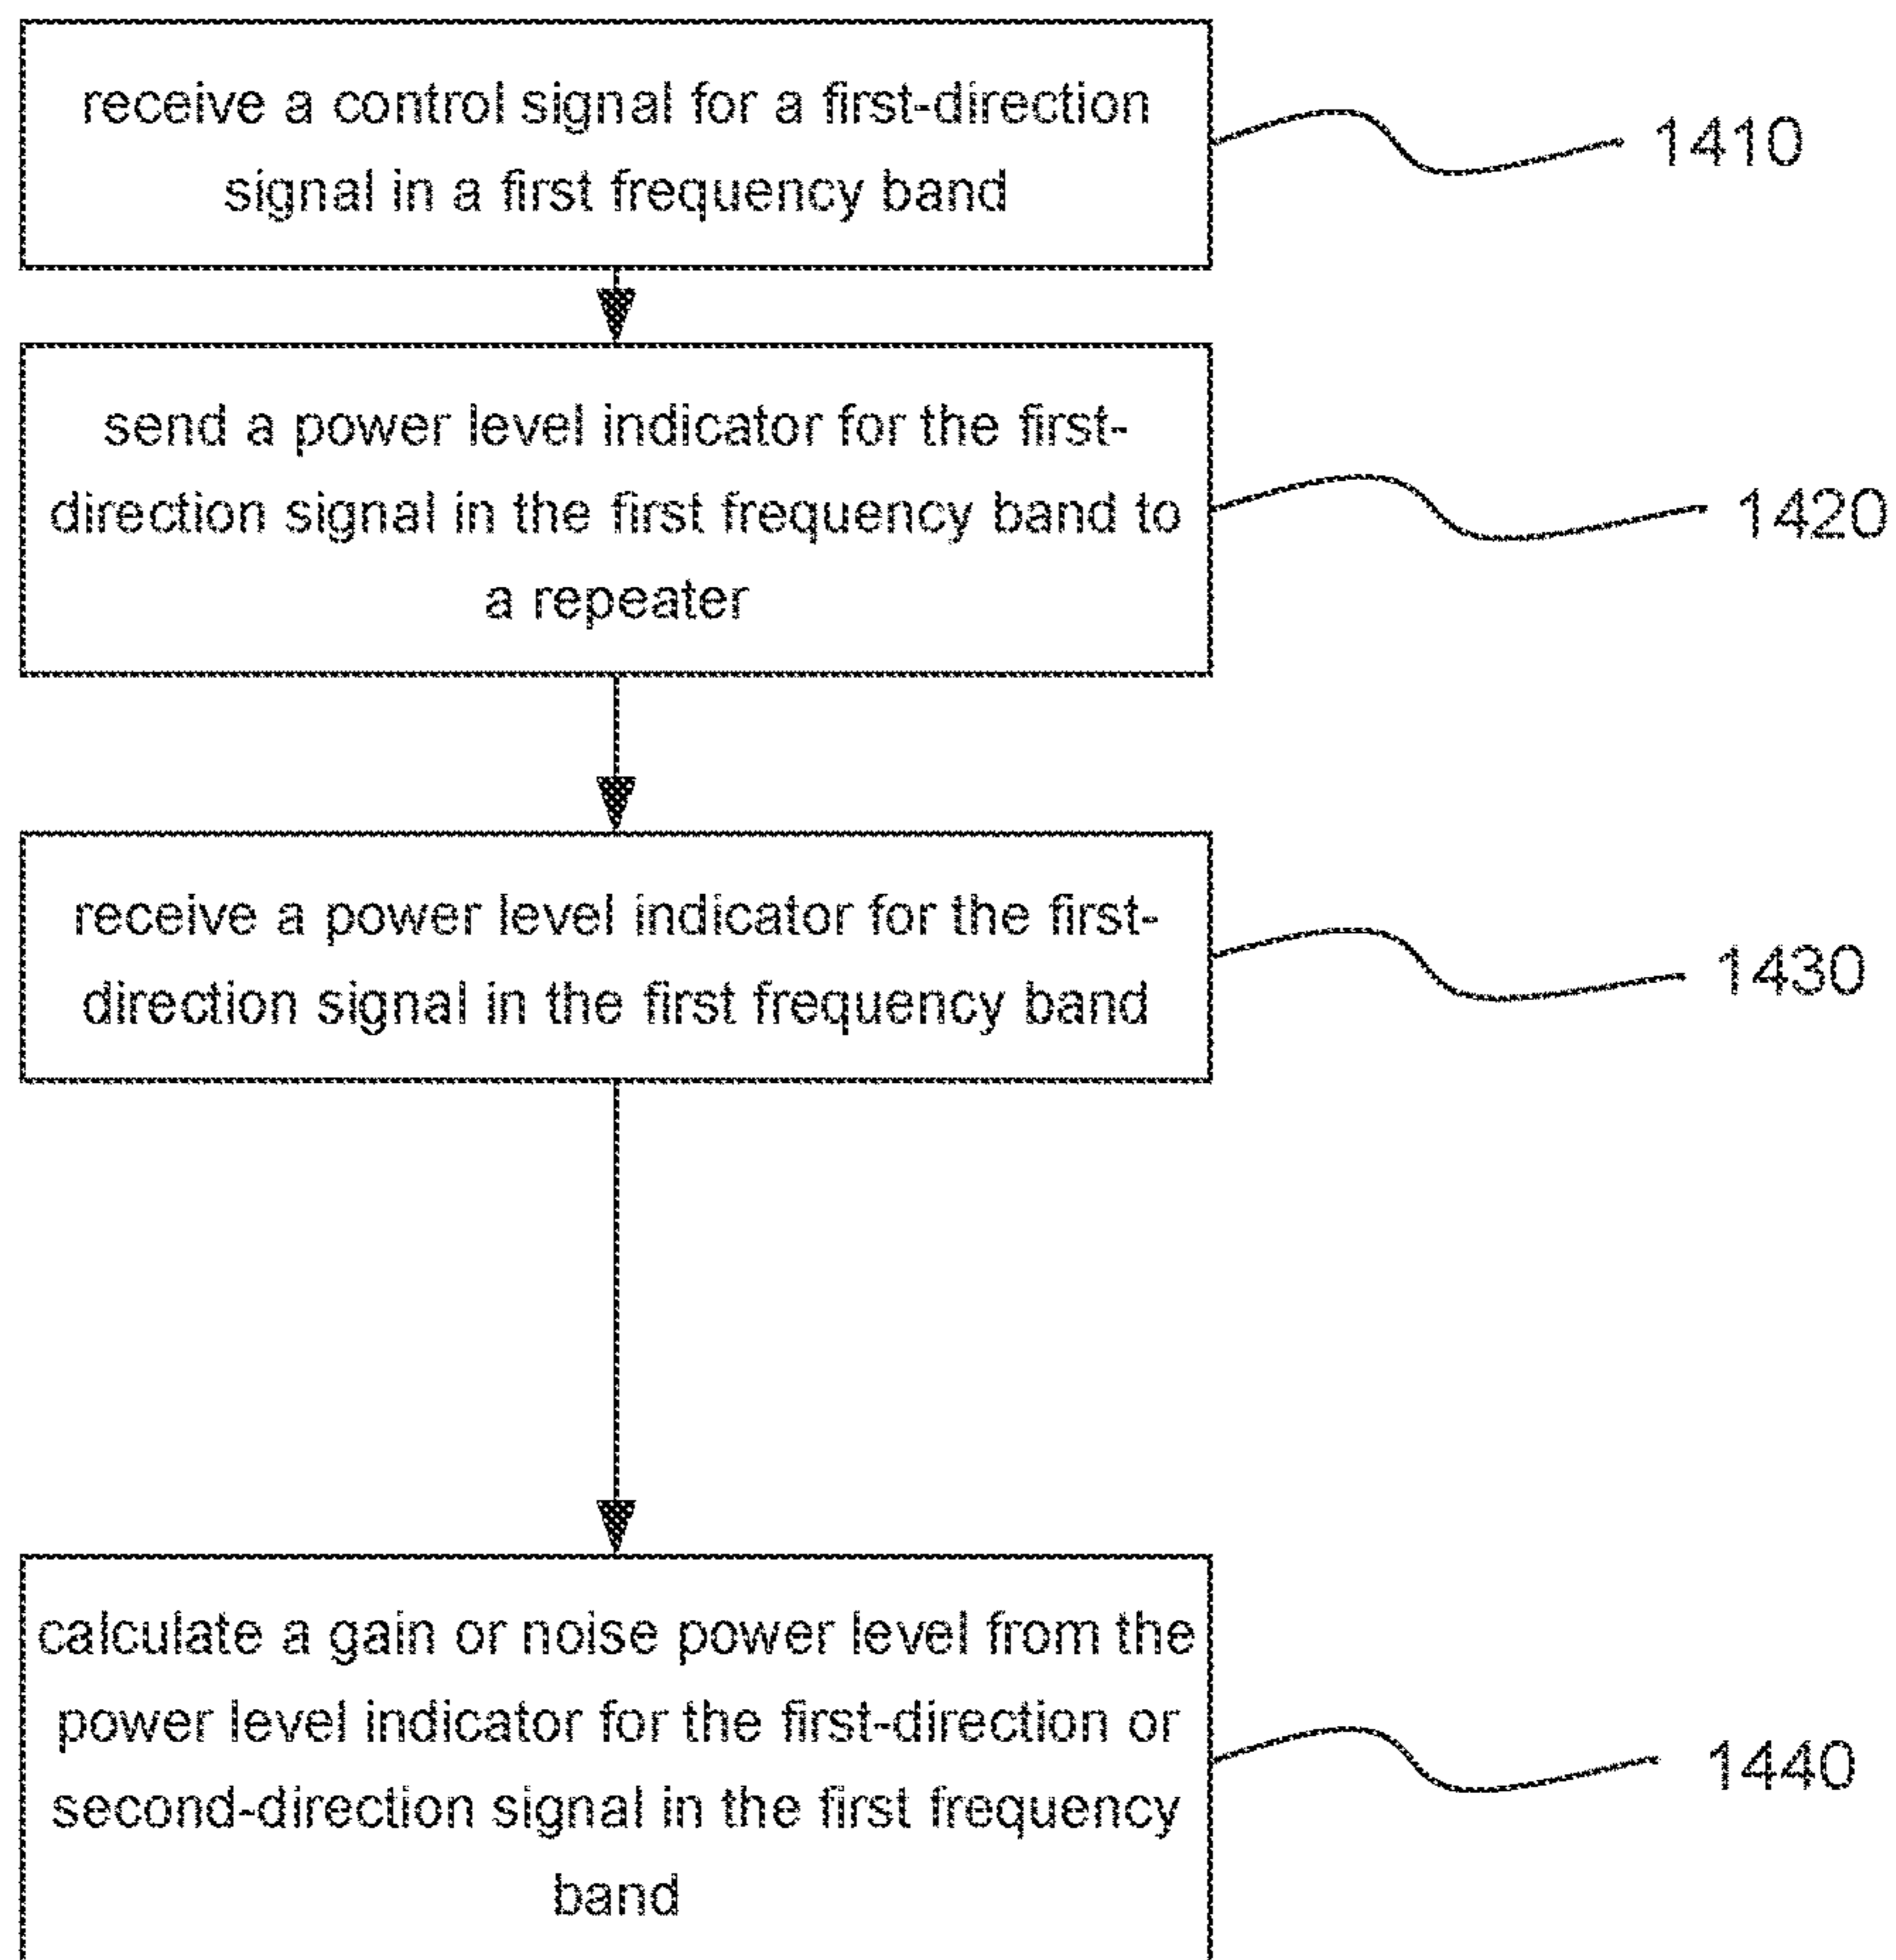 receive a control signal for a first-direction
signal in a first frequency band
1410
send a power level indicator for the first-
direction signal in the first frequency band to
a repeater
1420
receive a power level indicator for the first-
direction signal in the first frequency band
1430
calculate a gain or noise power level from the
power level indicator for the first-direction or
second-direction signal in the first frequency
band
1440